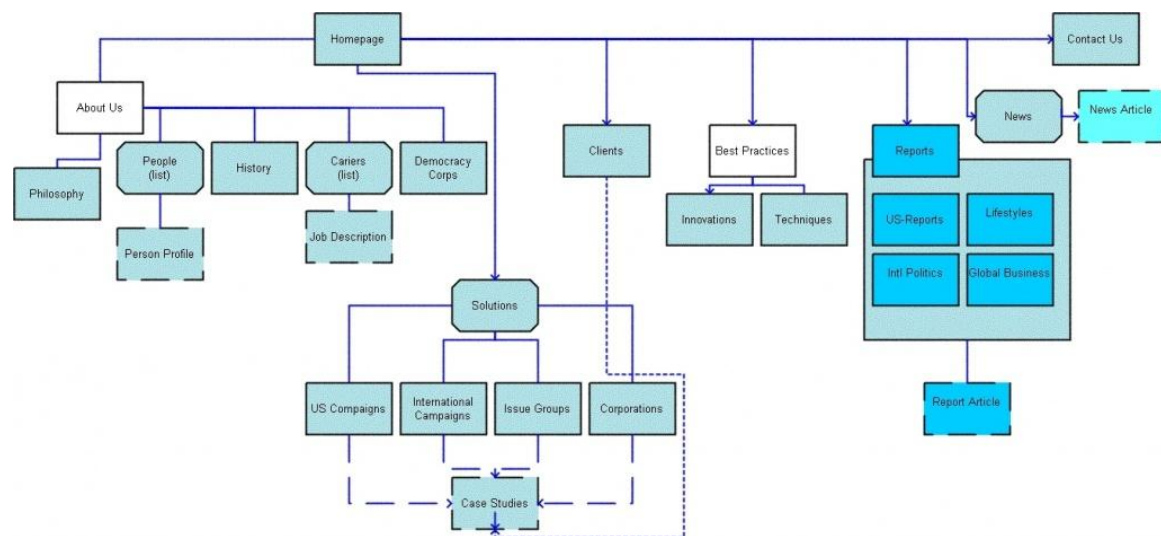 Homepage
Contact Us
About Us
News
News Article
People
(list)
History
Cariers
(list)
Democracy
Corps
Clients
Best Practices
Reports
Philosophy
Innovations
Techniques
US-Reports
Lifestyles
Person Profile
Job Description
Intl Politics
Global Business
Solutions
US Compaigns
International
Campaigns
Issue Groups
Corporations
Report Article
Case Studies